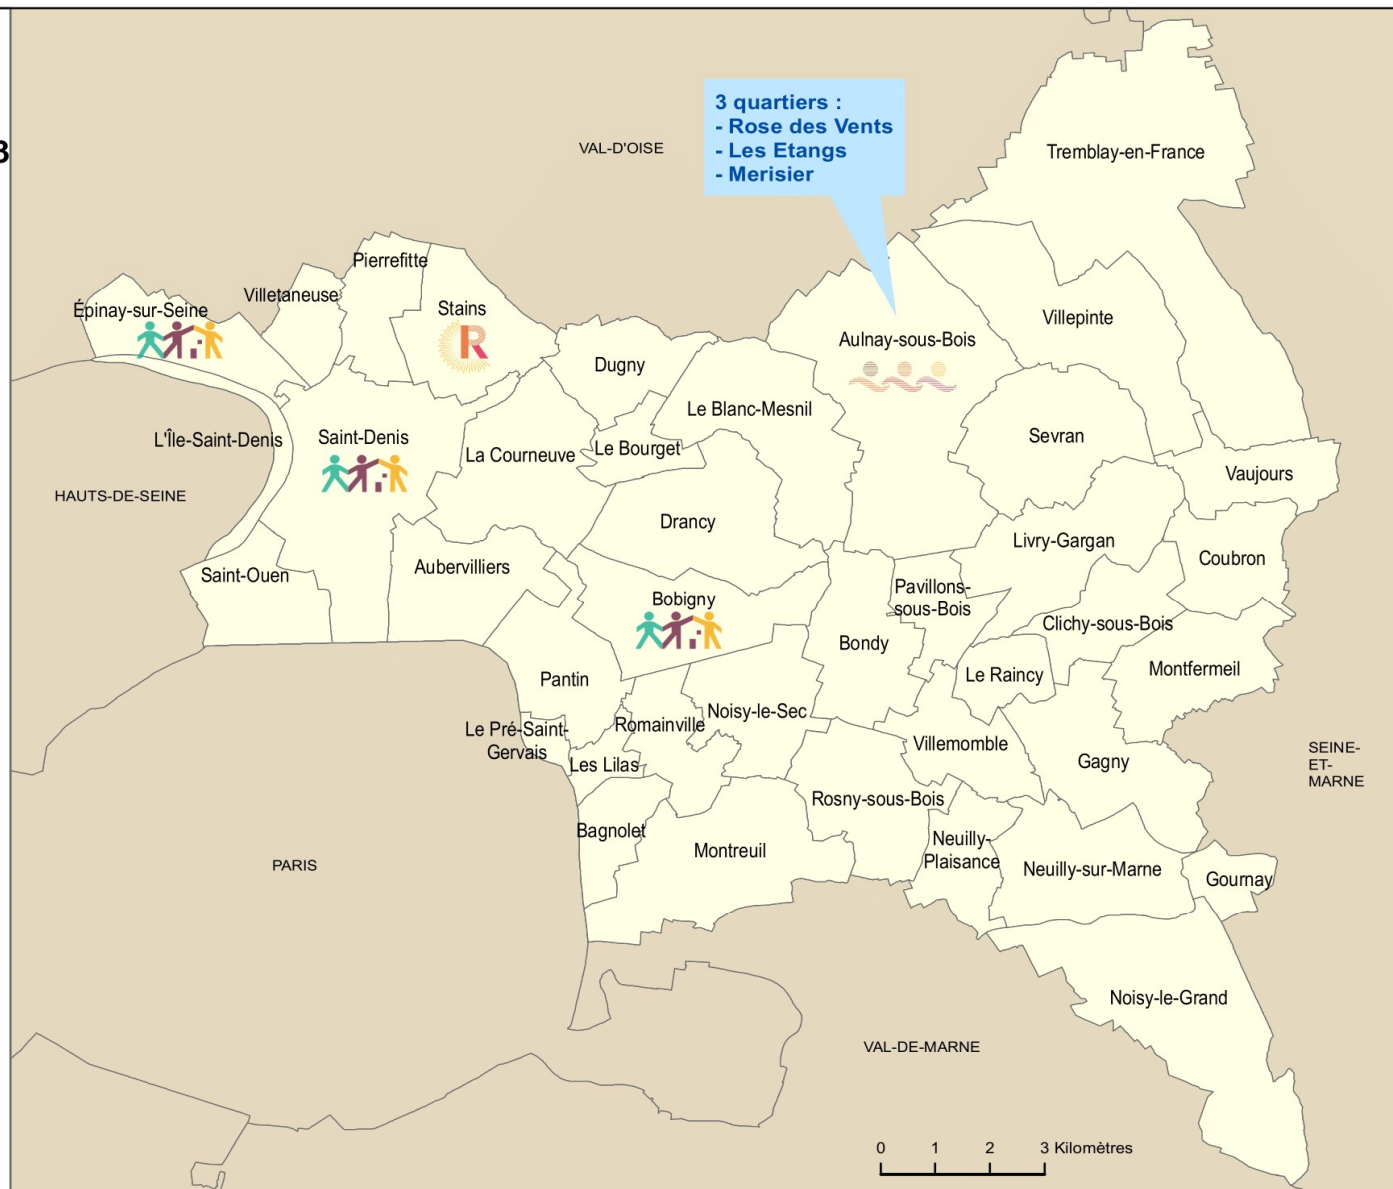 3 quartiers :
- Rose des Vents
- Les Etangs
- Merisier
VAL-D'OISE
Tremblay-en-France
Pierrefitte
Villetaneuse
Épinay-sur-Seine
Stains
R
Villepinte
Aulnay-sous-Bois
Dugny
Le Blanc-Mesnil
L'Île-Saint-Denis
Saint-Denis
La Courneuve
Le Bourget
Sevran
Vaujours
HAUTS-DE-SEINE
Drancy
Livry-Gargan
Coubron
Saint-Ouen
Aubervilliers
Bobigny
Pavillons-
sous-Bois
Clichy-sous-Bois
Bondy
Pantin
Le Raincy
Montfermeil
Le Pré-Saint-
Gervais
Romainville
Noisy-le-Sec
Villemomble
Gagny
SEINE-
ET-
MARNE
Les Lilas
Rosny-sous-Bois
Bagnolet
Montreuil
Neuilly-
Plaisance
Neuilly-sur-Marne
Gournay
PARIS
Noisy-le-Grand
VAL-DE-MARNE
0 1 2 3 Kilomètres